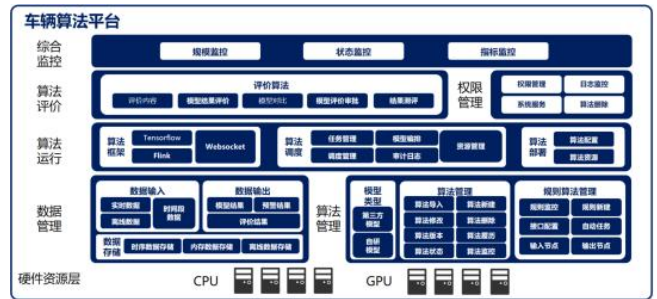 车辆算法平台
综合监控
规模监控 状态监控 指标监控
算法评价
评价算法
评价内容 模型结果评价 模型对比 模型评价审批 结果测评
权限管理
权限管理 日志监控
系统服务 算法删除
算法运行
算法框架
Tensorflow
Flink
Websocket
算法调度
任务管理 模型编排
调度管理 审计日志
资源管理
算法部署
算法配置
算法资源
数据管理
数据输入
实时数据
离线数据
时间段数据
数据输出
模型结果 预警结果
评价结果
数据存储
时序数据存储 内存数据存储 离线数据存储
算法管理
模型类型
第三方模型
自研模型
算法管理
算法导入 算法新建
算法修改 算法删除
算法版本 算法履历
算法状态 算法监控
规则算法管理
规则监控 规则新建
接口配置 自动任务
输入节点 输出节点
硬件资源层
CPU
GPU